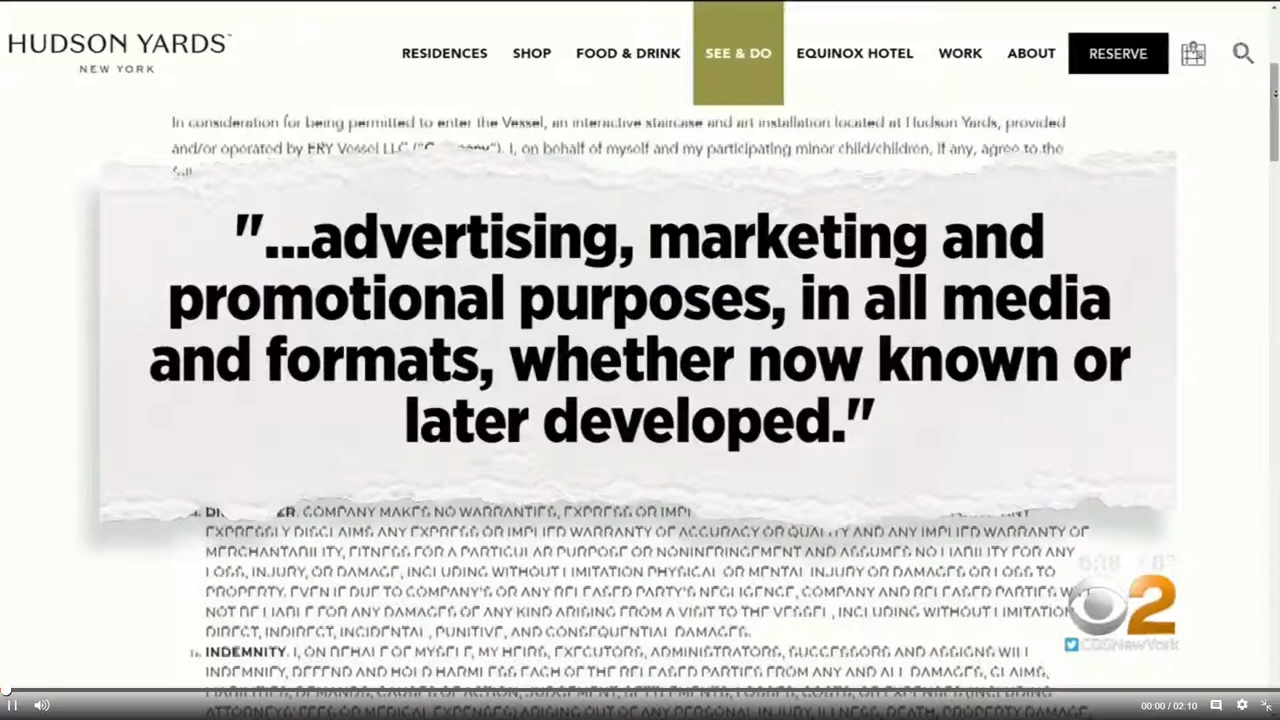 HUDSON YARDS
NEW YORK
RESIDENCES SHOP FOOD & DRINK SEE & DO EQUINOX HOTEL WORK ABOUT RESERVE
In consideration for being permitted to enter the Vessel, an interactive staircase and art installation located at Hudson Yards, provided
and/or operated by ERY Vessel LLC ("Company"). I, on behalf of myself and my participating minor child/children, if any, agree to the
"...advertising, marketing and
promotional purposes, in all media
and formats, whether now known or
later developed."
COMPANY MAKES NO WARRANTIES, EXPRESS OR
EXPRESSLY DISCLAIMS ANY EXPRESS OR IMPLIED WARRANTY OF ACCURACY OR QUALITY AND ANY IMPLIED WARRANTY OF
MERCHANTABILITY, FITNESS FOR A PARTICULAR PURPOSE OR NONINFRINGEMENT AND ASSUMES NO LIABILITY FOR ANY
LOSS, INJURY, OR DAMAGE, INCLUDING WITHOUT LIMITATION PHYSICAL OR MENTAL INJURY OR DAMAGES OR LOSS TO
PROPERTY. EVEN IF DUE TO COMPANY'S OR ANY RELEASED PARTY'S NEGLIGENCE, COMPANY AND RELEASED PARTIES
NOT BE LIABLE FOR ANY DAMAGES OF ANY KIND ARISING FROM A VISIT TO THE VESSEL, INCLUDING WITHOUT LIMITATION
DIRECT, INDIRECT, INCIDENTAL, PUNITIVE, AND CONSEQUENTIAL DAMAGES.
INDEMNITY. I, ON BEHALF OF MYSELF, MY HEIRS, EXECUTORS, ADMINISTRATORS, SUCCESSORS AND ASSIGNS WILL
INDEMNIFY, DEFEND AND HOLD HARMLESS EACH OF THE RELEASED PARTIES FROM ANY AND ALL DAMAGES, CLAIMS,
2
CBSNewYork
00:00 / 02:10